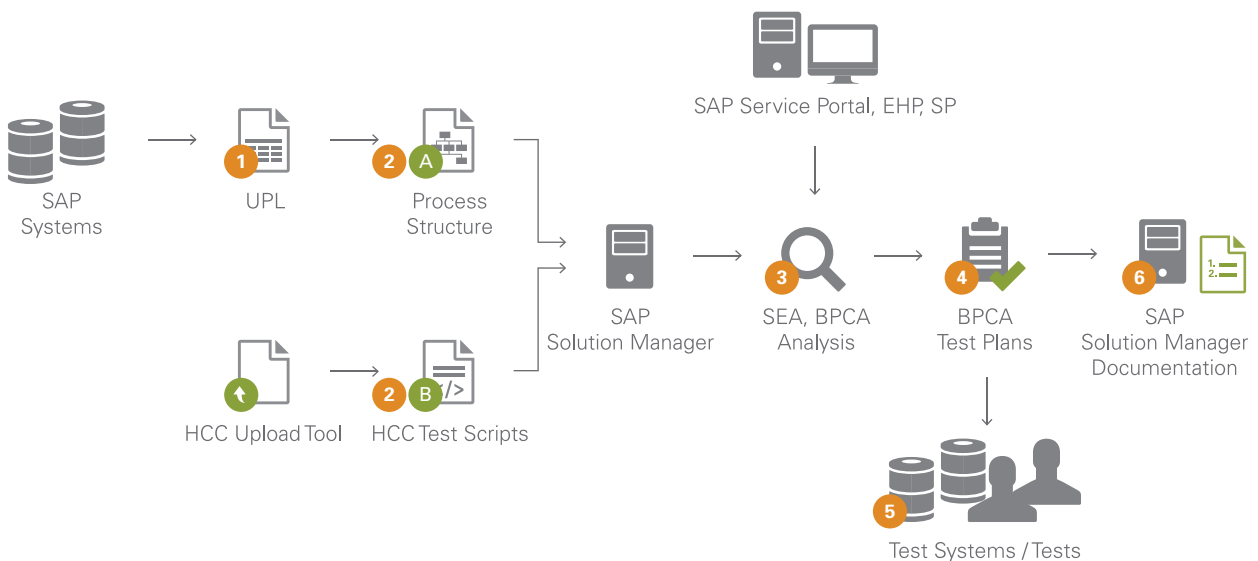 SAP Service Portal, EHP, SP
1
2
A
SAP
Systems
UPL
Process
Structure
3
4
6
1.
2.
SAP
Solution Manager
SEA, BPCA
Analysis
BPCA
Test Plans
SAP
Solution Manager
Documentation
2
B
</>
HCC Upload Tool
HCC Test Scripts
5
Test Systems / Tests